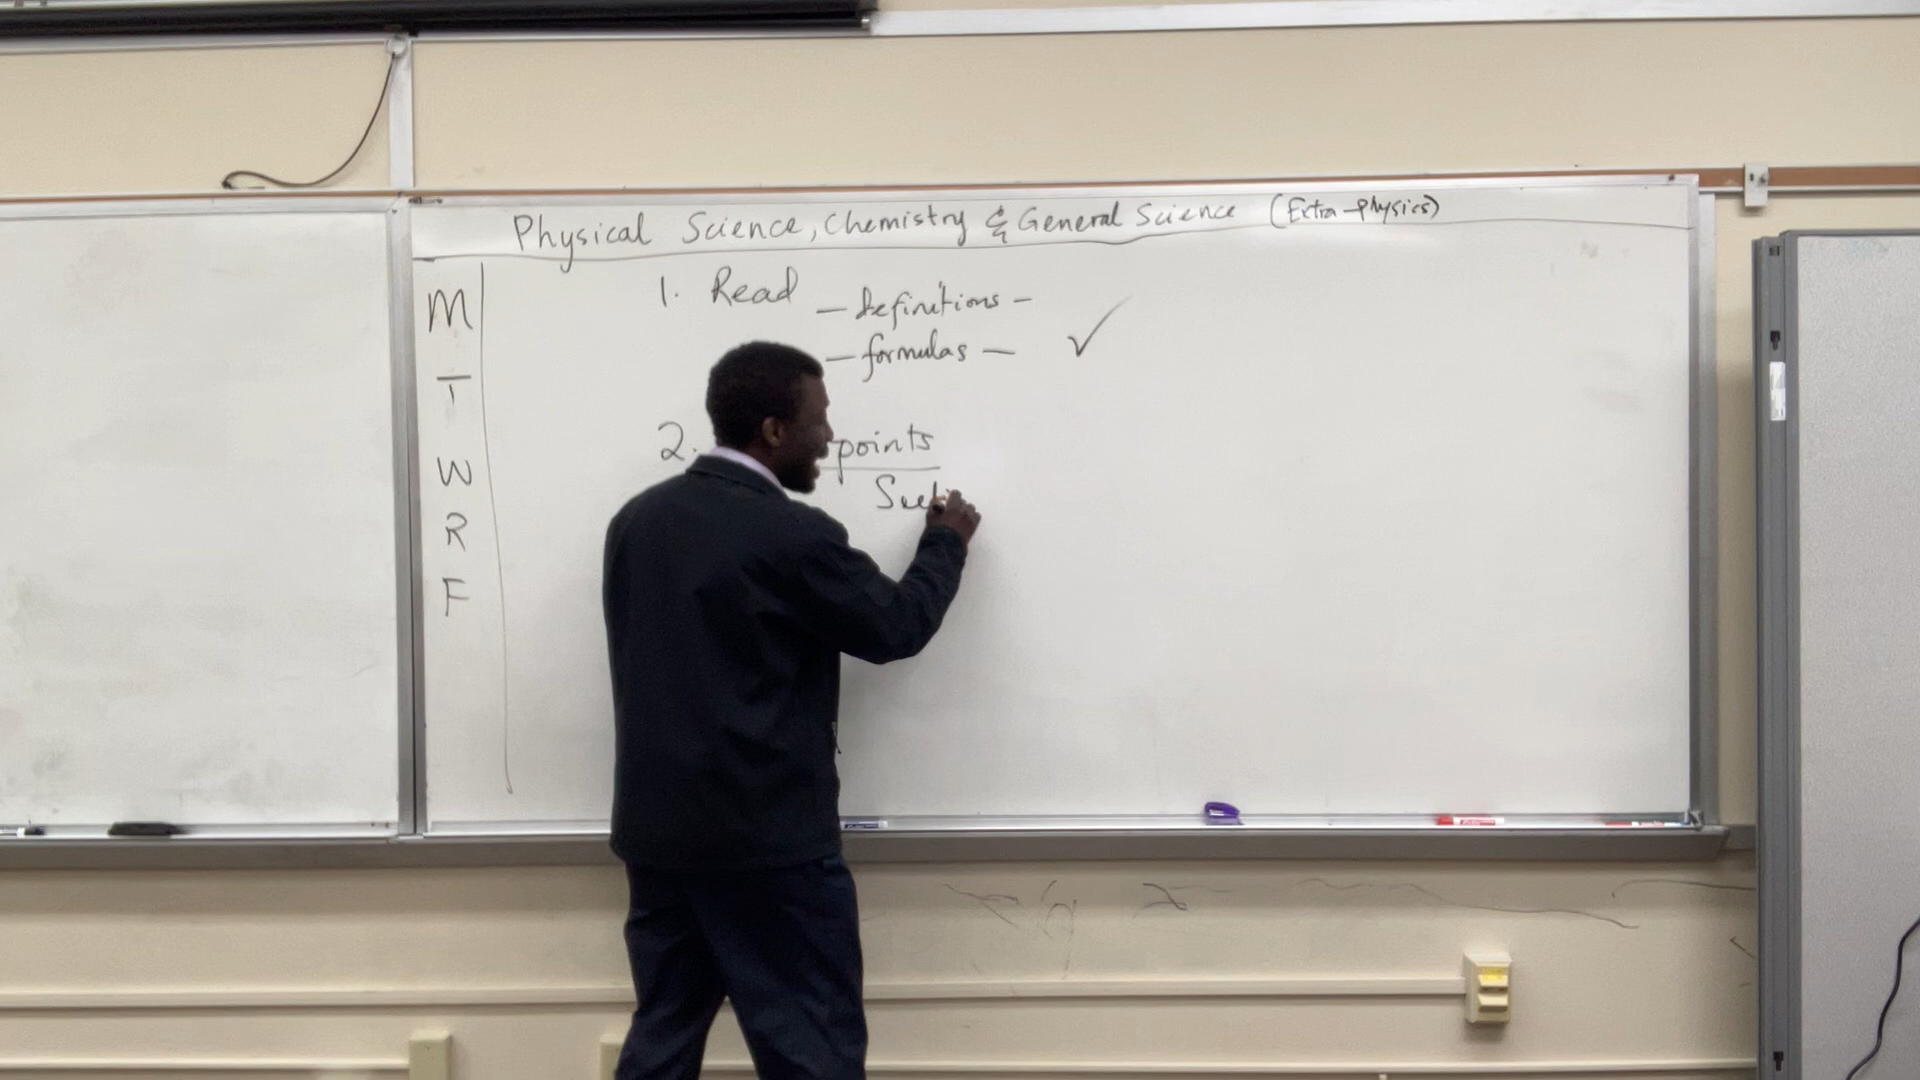 Physical Science, Chemistry & General Science (Extra-physics)
M
T
W
R
F
1. Read
— definitions —
— formulas — ✓
2. points